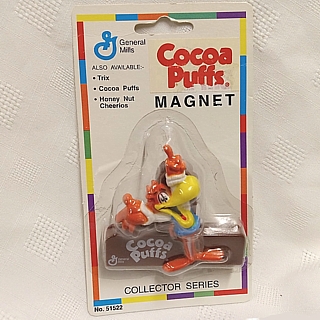 General
Mills
ALSO AVAILABLE:-
• Trix
• Cocoa Puffs
• Honey Nut
Cheerios
Cocoa
Puffs®
MAGNET
Cocoa
Puffs
COLLECTOR SERIES
No. 51522